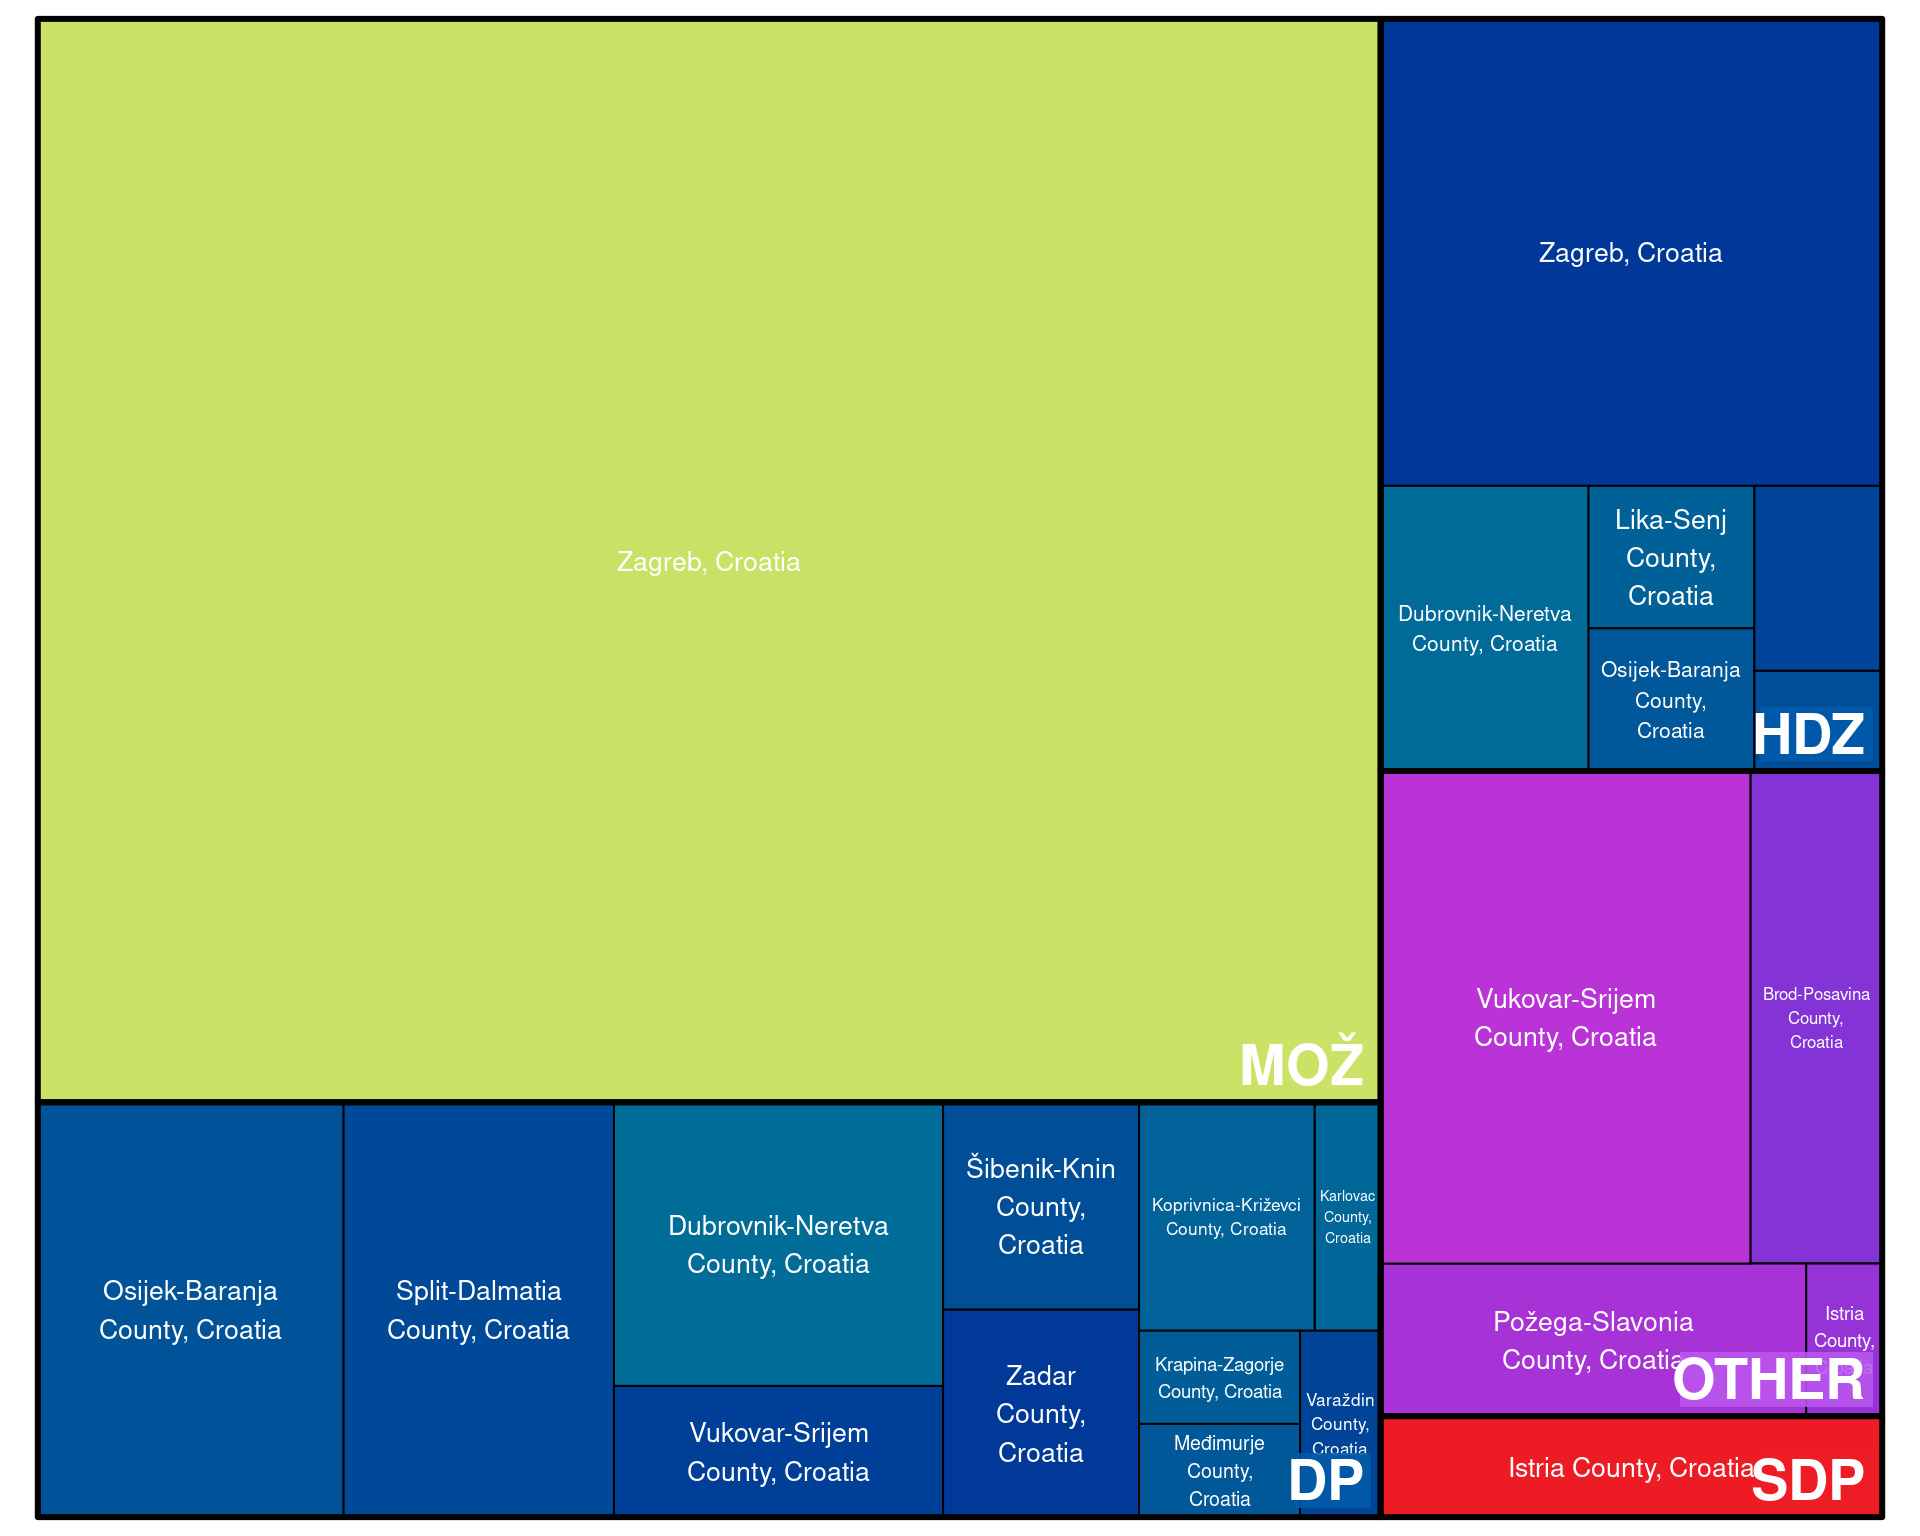 Zagreb, Croatia
MOŽ
Zagreb, Croatia
Dubrovnik-Neretva
County, Croatia
Lika-Senj
County,
Croatia
Osijek-Baranja
County,
Croatia
HDZ
Vukovar-Srijem
County, Croatia
Brod-Posavina
County,
Croatia
Požega-Slavonia
County, Croatia
Istria
County,
OTHER
Istria County, Croatia
SDP
Osijek-Baranja
County, Croatia
Split-Dalmatia
County, Croatia
Dubrovnik-Neretva
County, Croatia
Vukovar-Srijem
County, Croatia
Šibenik-Knin
County,
Croatia
Zadar
County,
Croatia
Koprivnica-Križevci
County, Croatia
Karlovac
County,
Croatia
Krapina-Zagorje
County, Croatia
Međimurje
County,
Croatia
Varaždin
County,
Croatia
DP